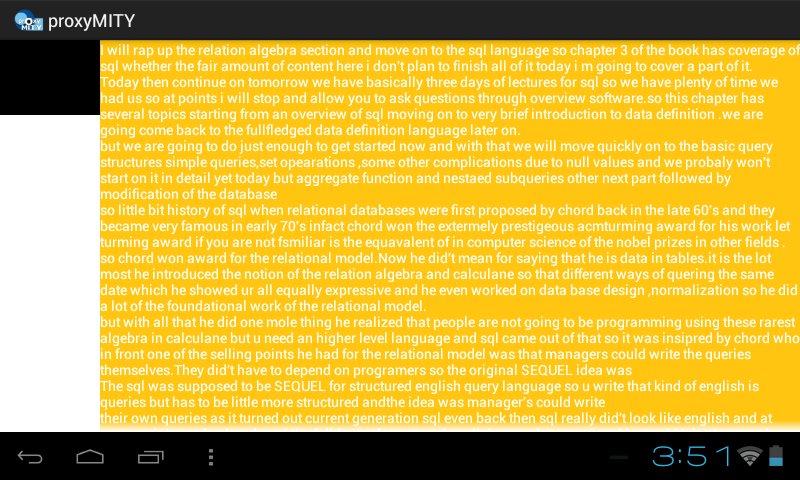 proxyMITY
i will rap up the relation algebra section and move on to the sql language so chapter 3 of the book has coverage of
sql whether the fair amount of content here i don't plan to finish all of it today i m going to cover a part of it.
Today then continue on tomorrow we have basically three days of lectures for sql so we have plenty of time we
had us so at points i will stop and allow you to ask questions through overview software.so this chapter has
several topics starting from an overview of sql moving on to very brief introduction to data definition .we are
going come back to the fullfledged data definition language later on.
but we are going to do just enough to get started now and with that we will move quickly on to the basic query
structures simple queries,set opearations ,some other complications due to null values and we probaly won't
start on it in detail yet today but aggregate function and nestaed subqueries other next part followed by
modification of the database
so little bit history of sql when relational databases were first proposed by chord back in the late 60's and they
became very famous in early 70's infact chord won the extermely prestigeous acmturming award for his work let
turming award if you are not fsmiliar is the equavalent of in computer science of the nobel prizes in other fields .
so chord won award for the relational model.Now he did't mean for saying that he is data in tables.it is the lot
most he introduced the notion of the relation algebra and calculane so that different ways of quering the same
date which he showed ur all equally expressive and he even worked on data base design ,normalization so he did
a lot of the foundational work of the relational model.
but with all that he did one mole thing he realized that people are not going to be programming using these rarest
algebra in calculane but u need an higher level language and sql came out of that so it was insipred by chord who
in front one of the selling points he had for the relational model was that managers could write the queries
themselves.They did't have to depend on programers so the original SEQUEL idea was
The sql was supposed to be SEQUEL for structured english query language so u write that kind of english is
queries but has to be little more structured andthe idea was manager's could write
their own queries as it turned out current generation sql even back then sql really did't look like english and at
3:51